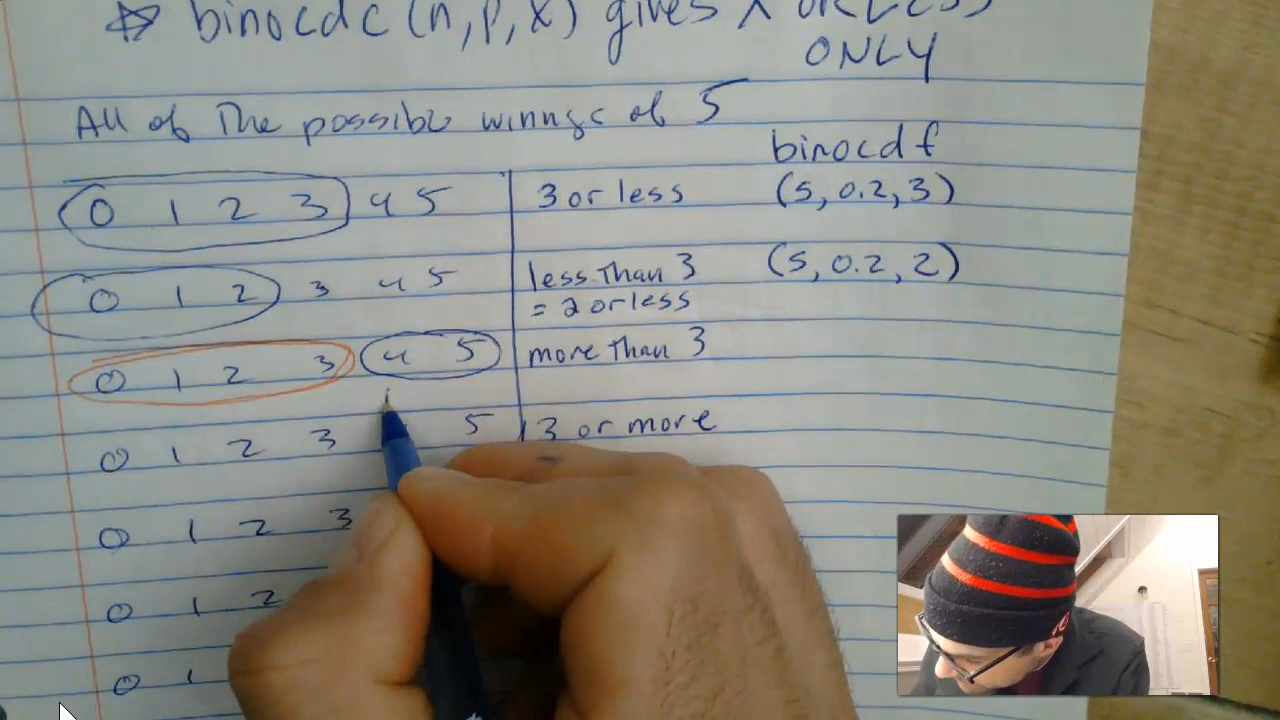 ☆ binocdc (n, p, x) gives X or Less
ONLY
All of The possible winngs of 5
binocdf
0 1 2 3 4 5 3 or less (5, 0.2, 3)
0 1 2 3 4 5 less Than 3 (5, 0.2, 2)
= 2 or less
0 1 2 3 4 5 more Than 3
0 1 2 3 5 3 or more
0 1 2 3
0 1 2
0 1